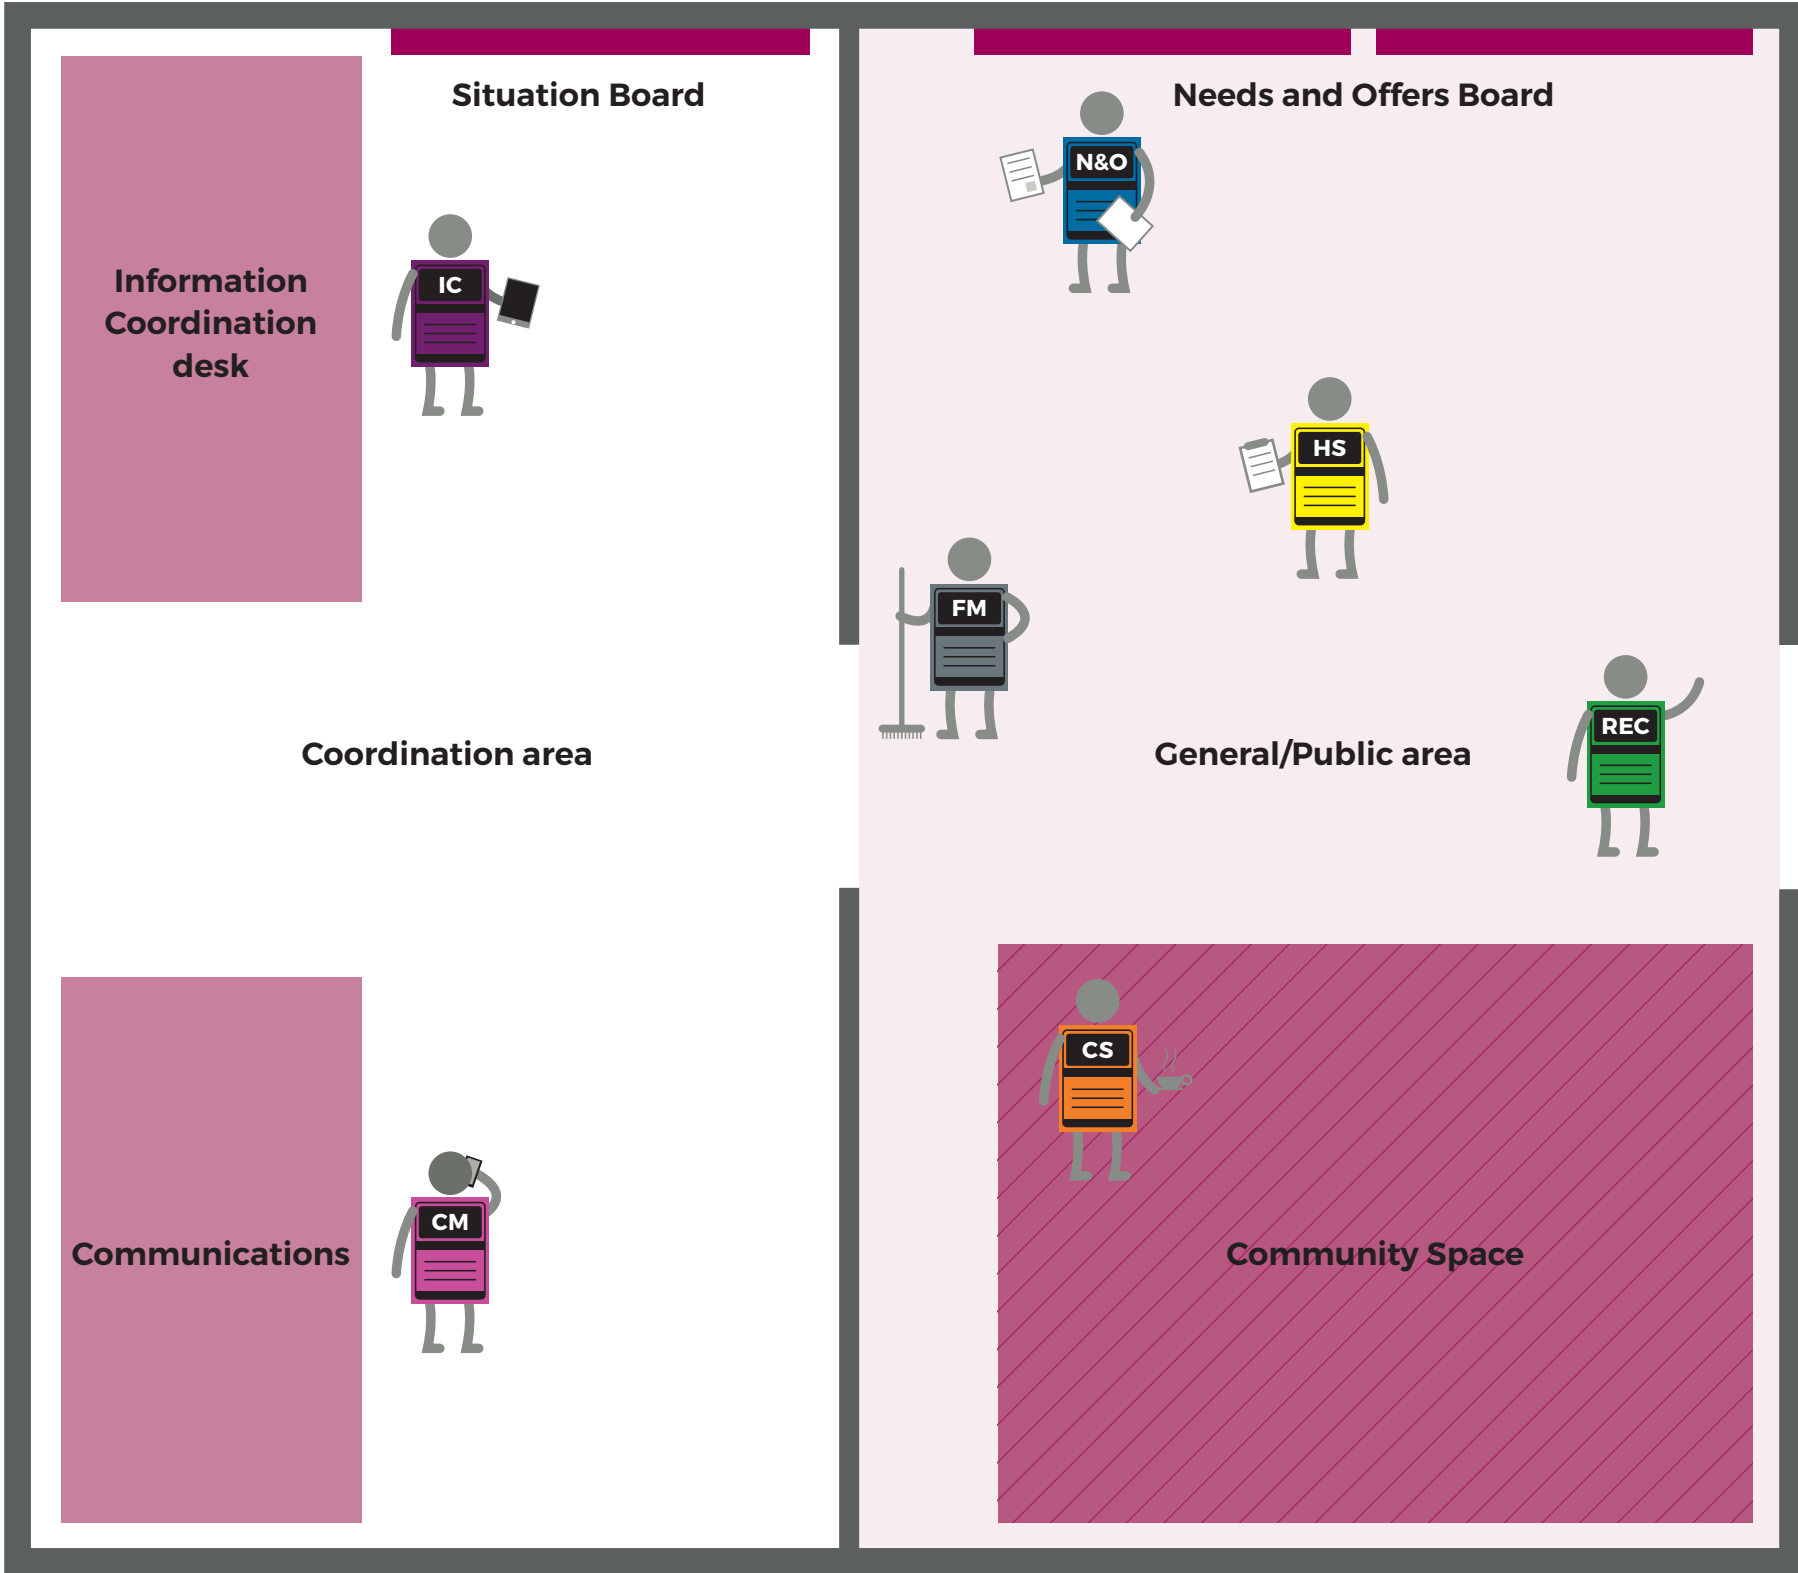 Situation Board
Needs and Offers Board
N&O
Information
Coordination
desk
IC
HS
FM
REC
Coordination area
General/Public area
CS
CM
Communications
Community Space